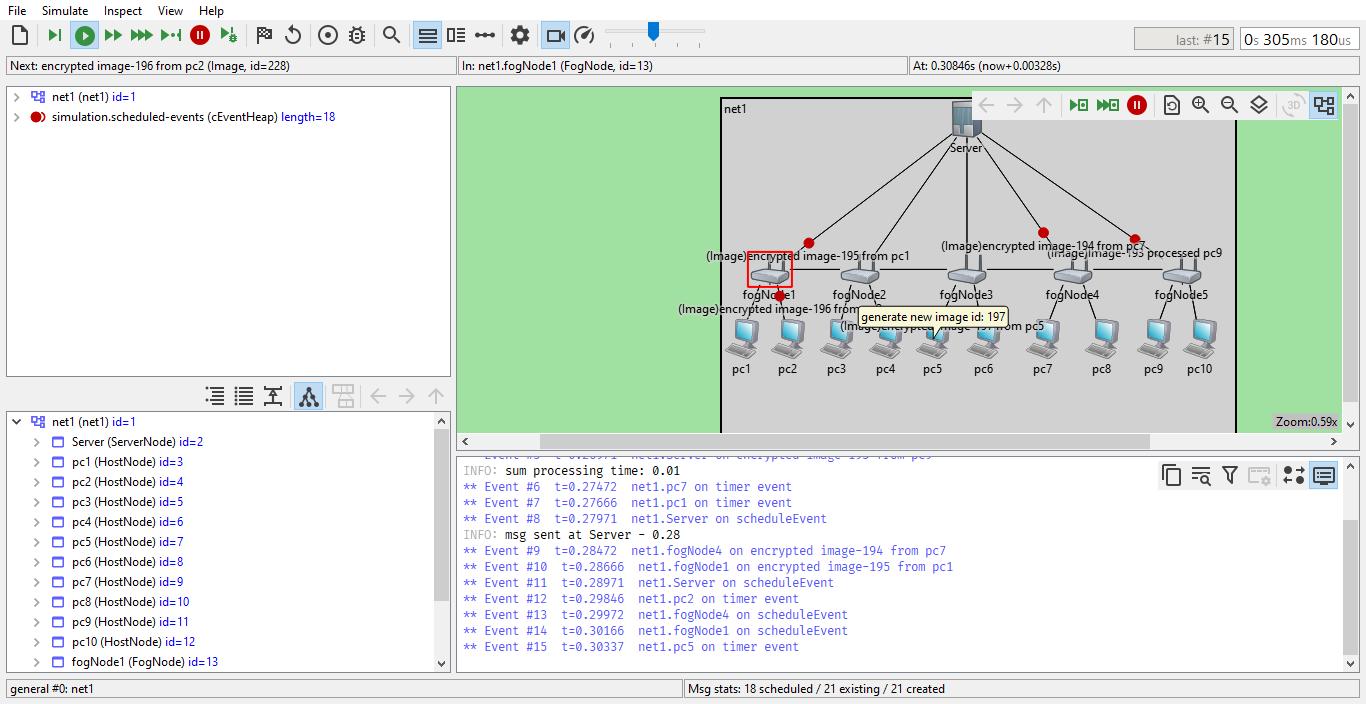 File Simulate Inspect View Help
last: #15
0s 305ms 180us
Next: encrypted image-196 from pc2 (Image, id=228)
In: net1.fogNode1 (FogNode, id=13)
At: 0.30846s (now+0.00328s)
net1 (net1) id=1
simulation.scheduled-events (cEventHeap) length=18
net1
3D
Server
(Image)encrypted image-194 from pc7
(Image)image-193 processed pc9
(Image)encrypted image-195 from pc1
fogNode1 fogNode2 fogNode3 fogNode4 fogNode5
(Image)encrypted image-196 from
generate new image id: 197
(Image)encrypted image-197 from pc5
pc1 pc2 pc3 pc4 pc5 pc6 pc7 pc8 pc9 pc10
Zoom:0.59x
net1 (net1) id=1
Server (ServerNode) id=2
pc1 (HostNode) id=3
pc2 (HostNode) id=4
pc3 (HostNode) id=5
pc4 (HostNode) id=6
pc5 (HostNode) id=7
pc6 (HostNode) id=8
pc7 (HostNode) id=9
pc8 (HostNode) id=10
pc9 (HostNode) id=11
pc10 (HostNode) id=12
fogNode1 (FogNode) id=13
INFO: sum processing time: 0.01
** Event #6 t=0.27472 net1.pc7 on timer event
** Event #7 t=0.27666 net1.pc1 on timer event
** Event #8 t=0.27971 net1.Server on scheduleEvent
INFO: msg sent at Server - 0.28
** Event #9 t=0.28472 net1.fogNode4 on encrypted image-194 from pc7
** Event #10 t=0.28666 net1.fogNode1 on encrypted image-195 from pc1
** Event #11 t=0.28971 net1.Server on scheduleEvent
** Event #12 t=0.29846 net1.pc2 on timer event
** Event #13 t=0.29972 net1.fogNode4 on scheduleEvent
** Event #14 t=0.30166 net1.fogNode1 on scheduleEvent
** Event #15 t=0.30337 net1.pc5 on timer event
general #0: net1
Msg stats: 18 scheduled / 21 existing / 21 created